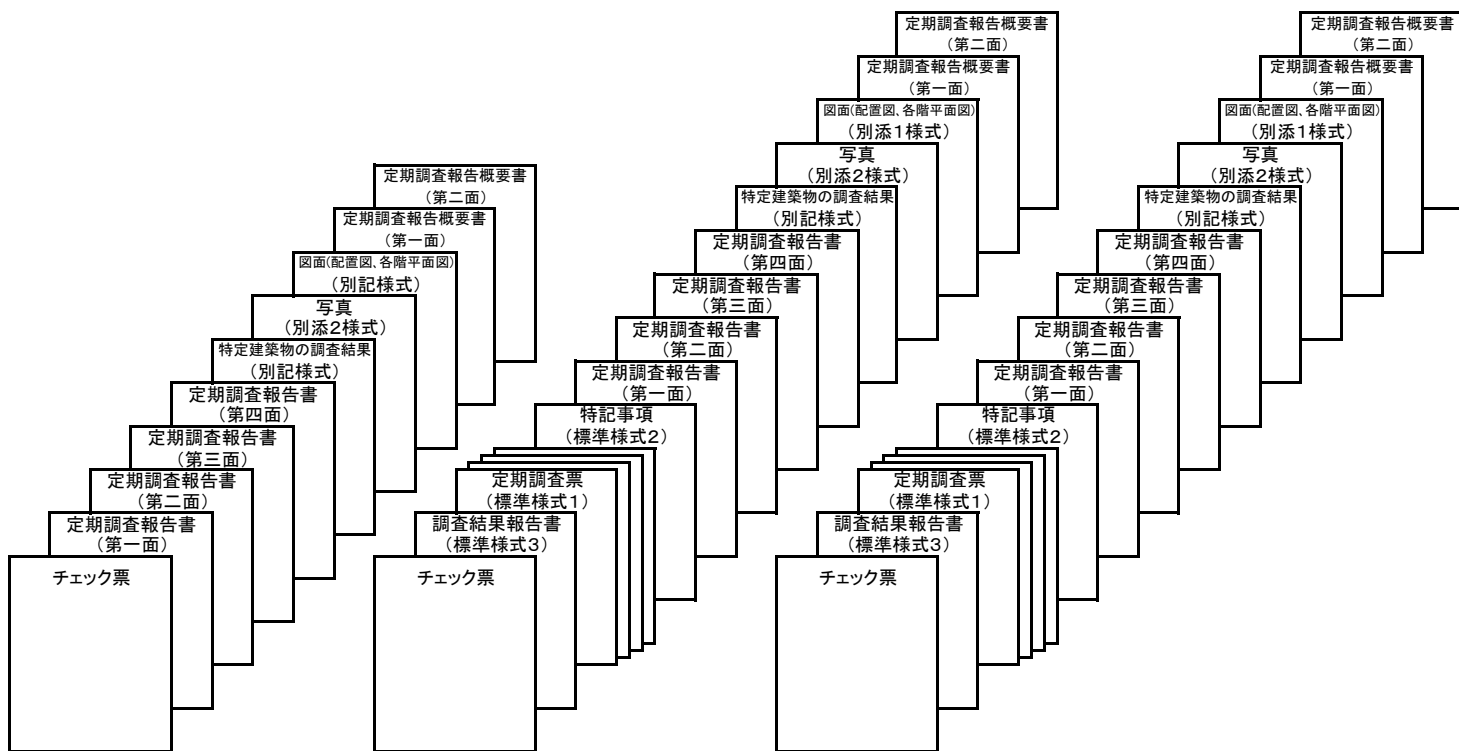 定期調査報告概要書
(第二面)
定期調査報告概要書
(第一面)
図面(配置図、各階平面図)
(別記様式)
写真
(別添2様式)
特定建築物の調査結果
(別記様式)
定期調査報告書
(第四面)
定期調査報告書
(第三面)
定期調査報告書
(第二面)
定期調査報告書
(第一面)
チェック票
定期調査報告概要書
(第二面)
定期調査報告概要書
(第一面)
図面(配置図、各階平面図)
(別添1様式)
写真
(別添2様式)
特定建築物の調査結果
(別記様式)
定期調査報告書
(第四面)
定期調査報告書
(第三面)
定期調査報告書
(第二面)
定期調査報告書
(第一面)
特記事項
(標準様式2)
定期調査票
(標準様式1)
調査結果報告書
(標準様式3)
チェック票
定期調査報告概要書
(第二面)
定期調査報告概要書
(第一面)
図面(配置図、各階平面図)
(別添1様式)
写真
(別添2様式)
特定建築物の調査結果
(別記様式)
定期調査報告書
(第四面)
定期調査報告書
(第三面)
定期調査報告書
(第二面)
定期調査報告書
(第一面)
特記事項
(標準様式2)
定期調査票
(標準様式1)
調査結果報告書
(標準様式3)
チェック票